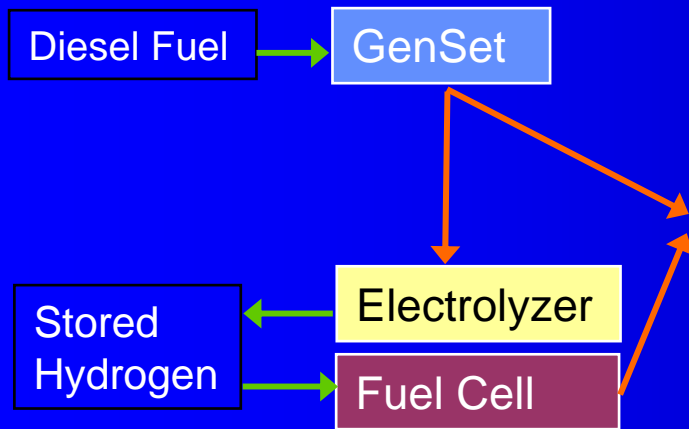 Diesel Fuel
GenSet
Electrolyzer
Stored
Hydrogen
Fuel Cell